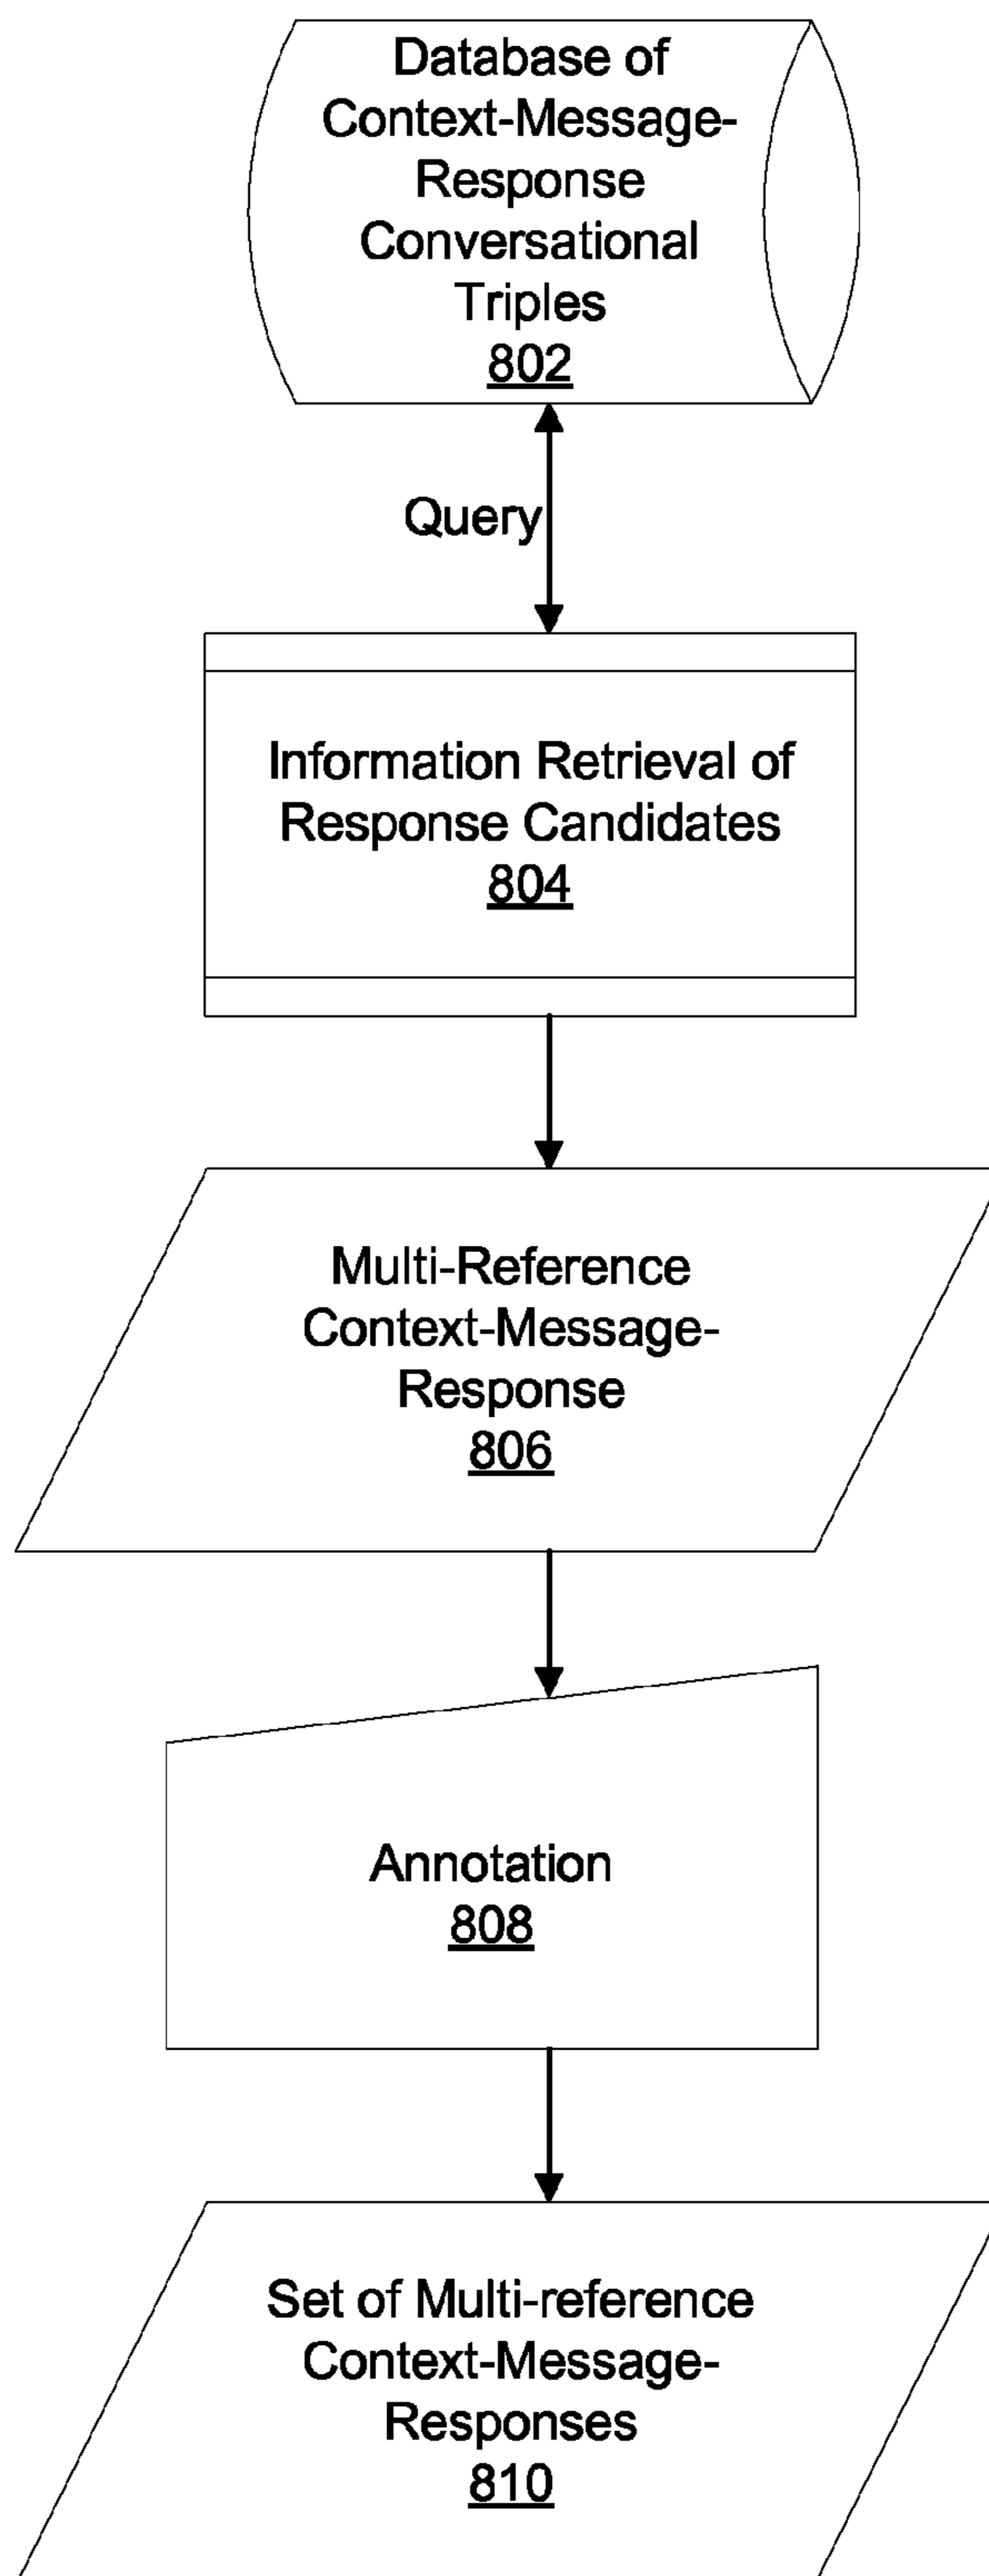 Database of
Context-Message-
Response
Conversational
Triples
802
Query
Information Retrieval of
Response Candidates
804
Multi-Reference
Context-Message-
Response
806
Annotation
808
Set of Multi-reference
Context-Message-
Responses
810